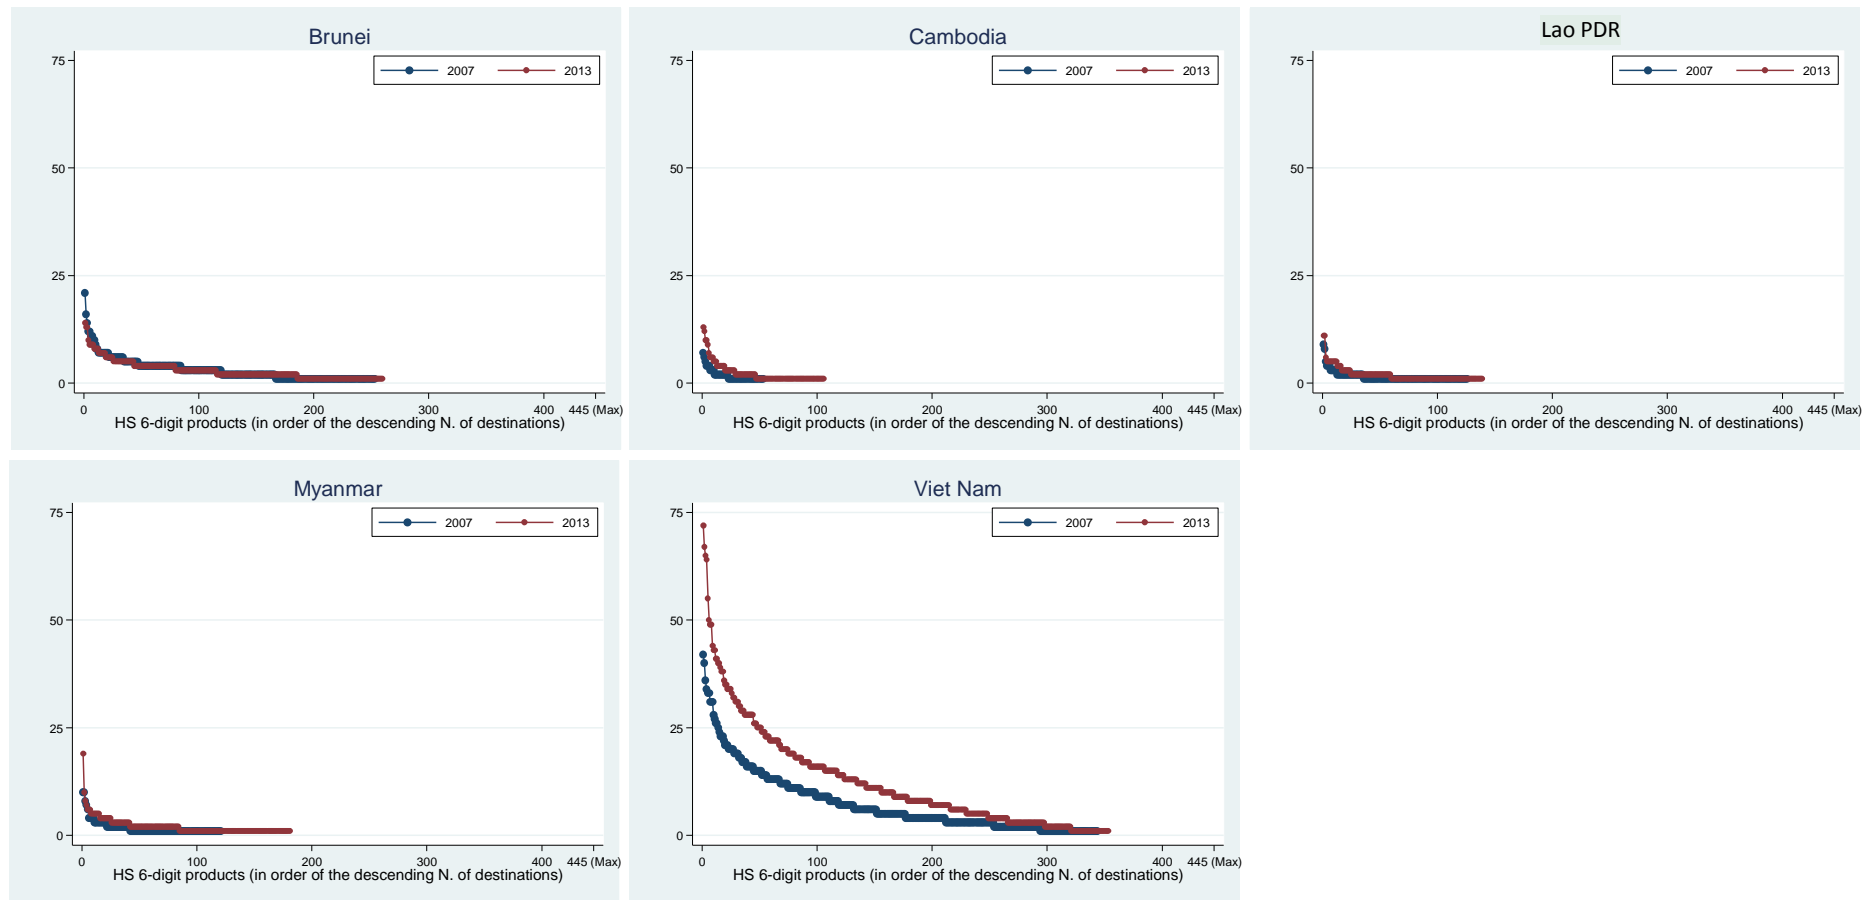 Brunei
75
2007 2013
50
25
0
0 100 200 300 400 445 (Max)
HS 6-digit products (in order of the descending N. of destinations)
Cambodia
75
2007 2013
50
25
0
0 100 200 300 400 445 (Max)
HS 6-digit products (in order of the descending N. of destinations)
Lao PDR
75
2007 2013
50
25
0
0 100 200 300 400 445 (Max)
HS 6-digit products (in order of the descending N. of destinations)
Myanmar
75
2007 2013
50
25
0
0 100 200 300 400 445 (Max)
HS 6-digit products (in order of the descending N. of destinations)
Viet Nam
75
2007 2013
50
25
0
0 100 200 300 400 445 (Max)
HS 6-digit products (in order of the descending N. of destinations)